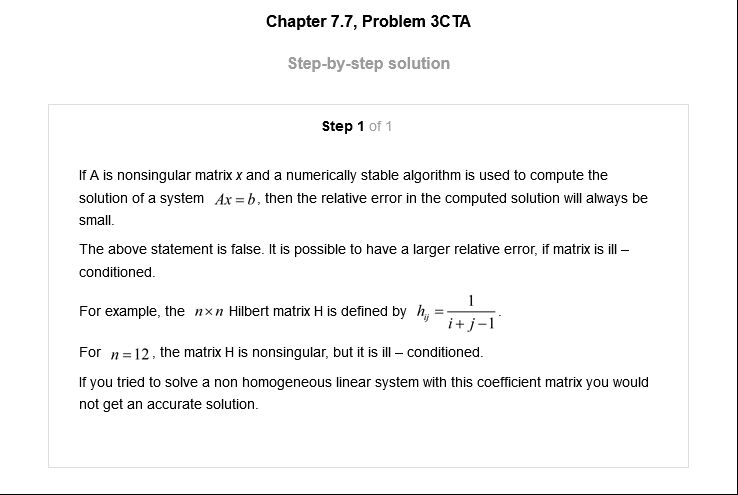 Chapter 7.7, Problem 3CTA
Step-by-step solution
Step 1 of 1
If A is nonsingular matrix x and a numerically stable algorithm is used to compute the
solution of a system Ax = b, then the relative error in the computed solution will always be
small.
The above statement is false. It is possible to have a larger relative error, if matrix is ill –
conditioned.
For example, the n×n Hilbert matrix H is defined by h_ij = 1/(i + j − 1).
For n = 12, the matrix H is nonsingular, but it is ill – conditioned.
If you tried to solve a non homogeneous linear system with this coefficient matrix you would
not get an accurate solution.